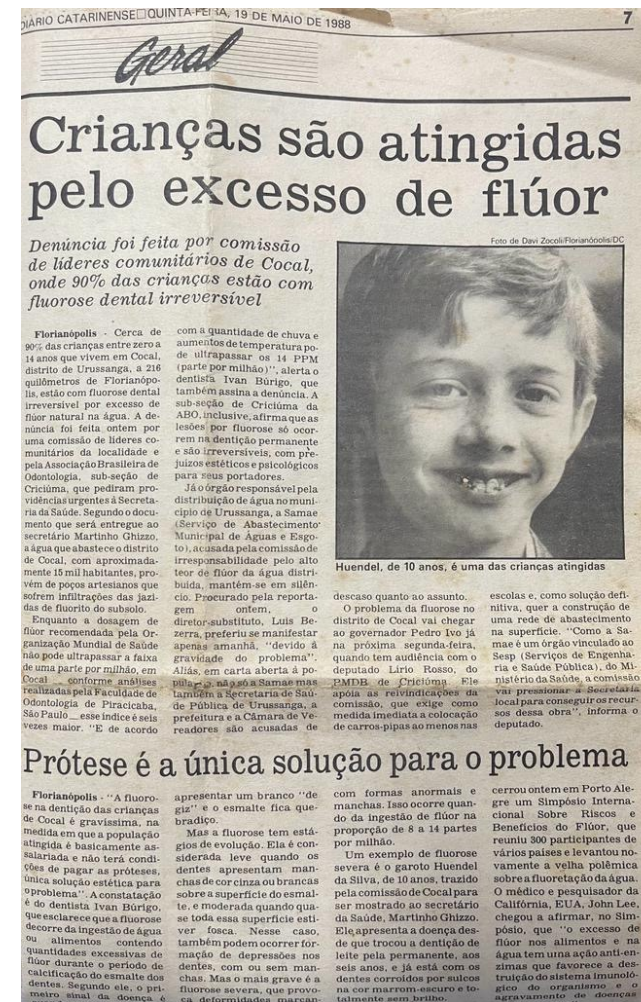 DIÁRIO CATARINENSE□QUINTA-FEIRA, 19 DE MAIO DE 1988
7
Geral
Crianças são atingidas
pelo excesso de flúor
Denúncia foi feita por comissão
de líderes comunitários de Cocal,
onde 90% das crianças estão com
fluorose dental irreversível
Florianópolis - Cerca de
90% das crianças entre zero a
14 anos que vivem em Cocal,
distrito de Urussanga, a 216
quilômetros de Florianópo-
lis, estão com fluorose dental
irreversível por excesso de
flúor natural na água. A de-
núncia foi feita ontem por
uma comissão de líderes co-
munitários da localidade e
pela Associação Brasileira de
Odontologia, sub-seção de
Criciúma, que pediram pro-
vidências urgentes à Secreta-
ria da Saúde. Segundo o docu-
mento que será entregue ao
secretário Martinho Ghizzo,
a água que abastece o distrito
de Cocal, com aproximada-
mente 15 mil habitantes, pro-
vém de poços artesianos que
sofrem infiltrações das jazi-
das de fluorito do subsolo.
Enquanto a dosagem de
flúor recomendada pela Or-
ganização Mundial de Saúde
não pode ultrapassar a faixa
de uma parte por milhão, em
Cocal — conforme análises
realizadas pela Faculdade de
Odontologia de Piracicaba,
São Paulo — esse índice é seis
vezes maior. "E de acordo
com a quantidade de chuva e
aumentos de temperatura po-
de ultrapassar os 14 PPM
(parte por milhão)", alerta o
dentista Ivan Búrigo, que
também assina a denúncia. A
sub-seção de Criciúma da
ABO, inclusive, afirma que as
lesões por fluorose só ocor-
rem na dentição permanente
e são irreversíveis, com pre-
juízos estéticos e psicológicos
para seus portadores.
Já o órgão responsável pela
distribuição de água no muni-
cípio de Urussanga, a Samae
(Serviço de Abastecimento
Municipal de Águas e Esgo-
to), acusada pela comissão de
irresponsabilidade pelo alto
teor de flúor da água distri-
buída, mantém-se em silên-
cio. Procurado pela reporta-
gem ontem, o
diretor-substituto, Luis Be-
zerra, preferiu se manifestar
apenas amanhã, "devido à
gravidade do problema".
Aliás, em carta aberta à po-
pulação, não só a Samae mas
também a Secretaria de Saú-
de Pública de Urussanga, a
prefeitura e a Câmara de Ve-
readores são acusadas de
Foto de Davi Zocoli/Florianópolis/DC
Huendel, de 10 anos, é uma das crianças atingidas
descaso quanto ao assunto.
O problema da fluorose no
distrito de Cocal vai chegar
ao governador Pedro Ivo já
na próxima segunda-feira,
quando tem audiência com o
deputado Lírio Rosso, do
PMDB de Criciúma. Ele
apóia as reivindicações da
comissão, que exige como
medida imediata a colocação
de carros-pipas ao menos nas
escolas e, como solução defi-
nitiva, quer a construção de
uma rede de abastecimento
na superfície. "Como a Sa-
mae é um órgão vinculado ao
Sesp (Serviços de Engenha-
ria e Saúde Pública), do Mi-
nistério da Saúde, a comissão
vai pressionar a Secretaria
local para conseguir os recur-
sos dessa obra", informa o
deputado.
Prótese é a única solução para o problema
Florianópolis - "A fluoro-
se na dentição das crianças
de Cocal é gravíssima, na
medida em que a população
atingida é basicamente as-
salariada e não terá condi-
ções de pagar as próteses,
única solução estética para
o problema". A constatação
é do dentista Ivan Búrigo,
que esclarece que a fluorose
decorre da ingestão de água
ou alimentos contendo
quantidades excessivas de
flúor durante o período de
calcificação do esmalte dos
dentes. Segundo ele, o pri-
meiro sinal da doença é
apresentar um branco "de
giz" e o esmalte fica que-
bradiço.
Mas a fluorose tem está-
gios de evolução. Ela é con-
siderada leve quando os
dentes apresentam man-
chas de cor cinza ou brancas
sobre a superfície do esmal-
te, e moderada quando qua-
se toda essa superfície esti-
ver fosca. Nesse caso,
também podem ocorrer for-
mação de depressões nos
dentes, com ou sem man-
chas. Mas o mais grave é a
fluorose severa, que provo-
ca deformidades marcan-
com formas anormais e
manchas. Isso ocorre quan-
do da ingestão de flúor na
proporção de 8 a 14 partes
por milhão.
Um exemplo de fluorose
severa é o garoto Huendel
da Silva, de 10 anos, trazido
pela comissão de Cocal para
ser mostrado ao secretário
da Saúde, Martinho Ghizzo.
Ele apresenta a doença des-
de que trocou a dentição de
leite pela permanente, aos
seis anos, e já está com os
dentes corroídos por sulcos
na cor marrom-escuro e to-
talmente sem brilho.
cerrou ontem em Porto Ale-
gre um Simpósio Interna-
cional Sobre Riscos e
Benefícios do Flúor, que
reuniu 300 participantes de
vários países e levantou no-
vamente a velha polêmica
sobre a fluoretação da água.
O médico e pesquisador da
Califórnia, EUA, John Lee,
chegou a afirmar, no Sim-
pósio, que "o excesso de
flúor nos alimentos e na
água tem uma ação anti-en-
zimas que favorece a des-
truição do sistema imunoló-
gico do organismo e o
agravamento de doenças